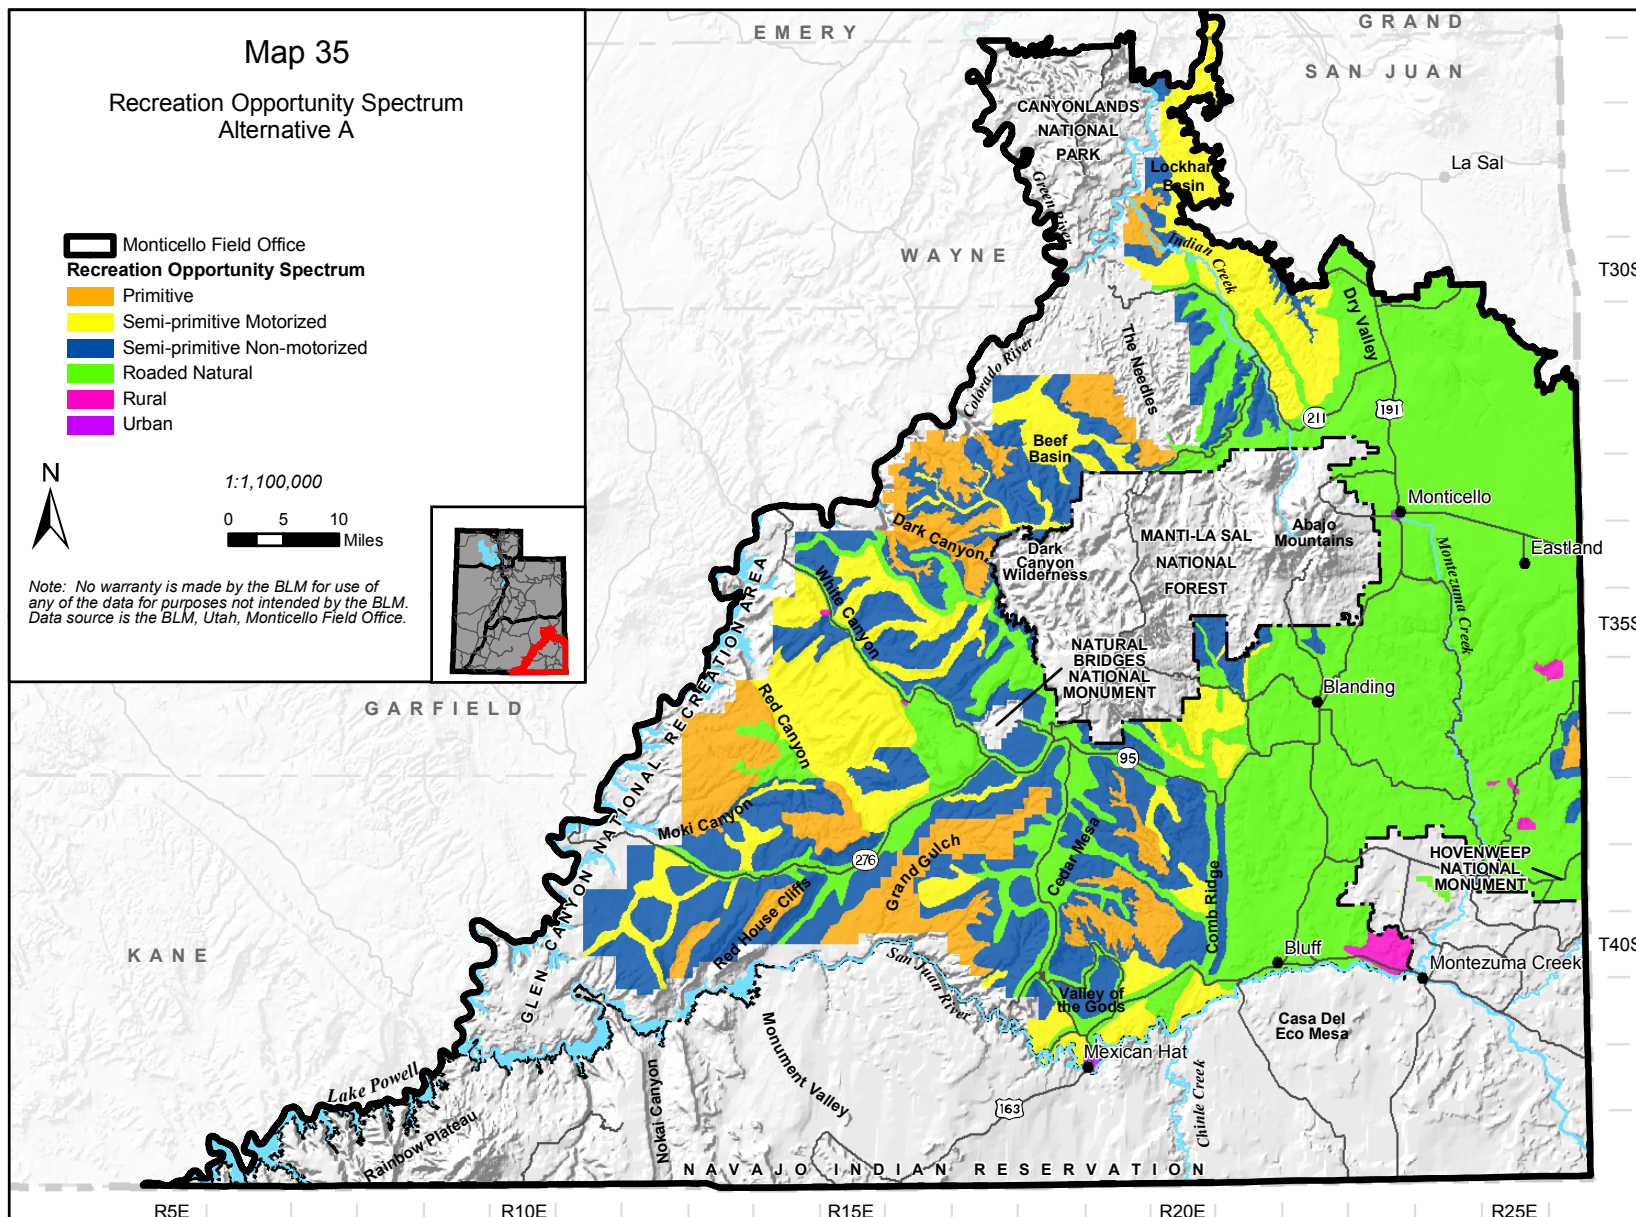 Map 35
Recreation Opportunity Spectrum
Alternative A
Monticello Field Office
Recreation Opportunity Spectrum
Primitive
Semi-primitive Motorized
Semi-primitive Non-motorized
Roaded Natural
Rural
Urban
N
1:1,100,000
0 5 10
Miles
Note: No warranty is made by the BLM for use of
any of the data for purposes not intended by the BLM.
Data source is the BLM, Utah, Monticello Field Office.
EMERY
GRAND
SAN JUAN
La Sal
CANYONLANDS
NATIONAL
PARK
Lockhar
Basin
Green River
WAYNE
Indian Creek
T30S
Dry Valley
The Needles
Colorado River
211
191
Beef
Basin
Monticello
Dark Canyon
Dark
Canyon
Wilderness
MANTI-LA SAL
NATIONAL
FOREST
Abajo
Mountains
Eastland
Montezuma Creek
White Canyon
T35S
NATURAL
BRIDGES
NATIONAL
MONUMENT
Blanding
GARFIELD
Red Canyon
95
GLEN CANYON NATIONAL RECREATION AREA
Moki Canyon
276
Grand Gulch
Cedar Mesa
Comb Ridge
HOVENWEEP
NATIONAL
MONUMENT
Red House Cliffs
KANE
T40S
Bluff
Montezuma Creek
San Juan River
Valley of
the Gods
Casa Del
Eco Mesa
Mexican Hat
Monument Valley
Nokai Canyon
Lake Powell
Rainbow Plateau
163
Chinle Creek
NAVAJO INDIAN RESERVATION
R5E
R10E
R15E
R20E
R25E